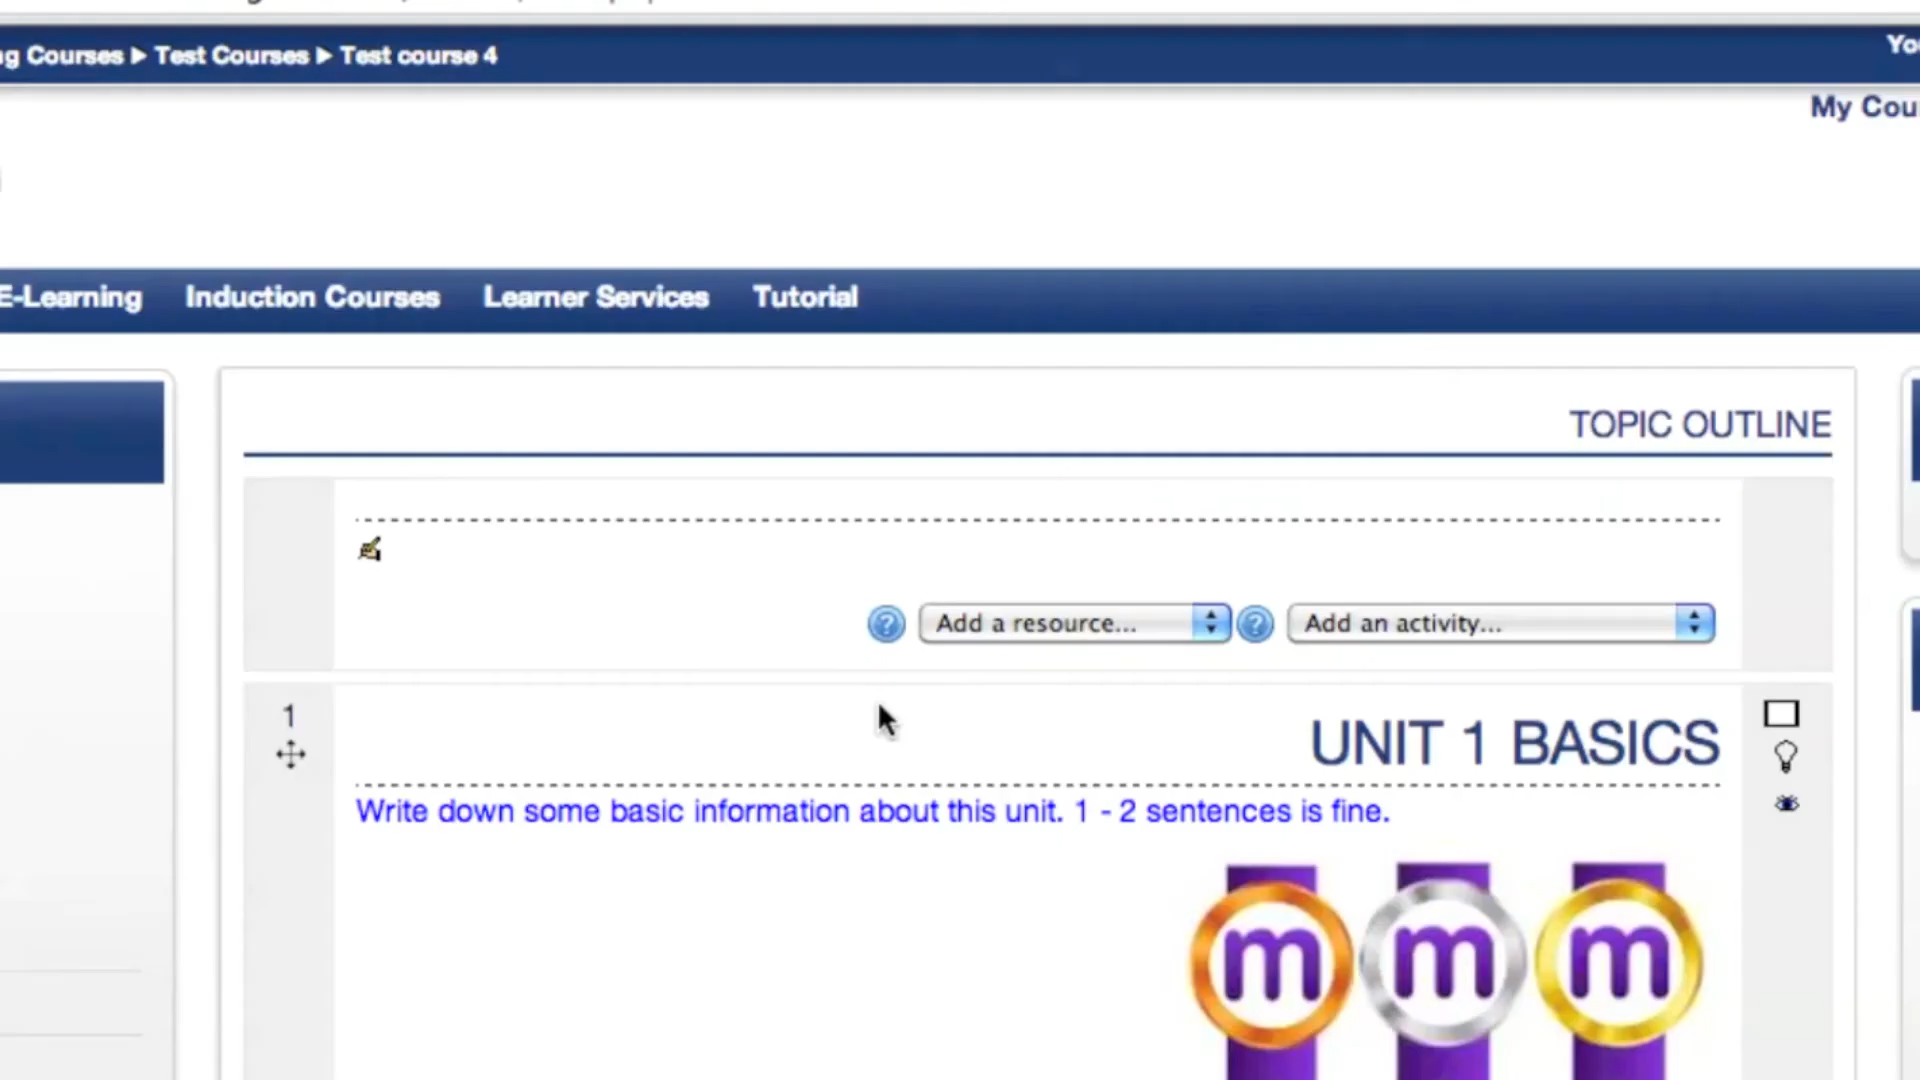 g Courses ► Test Courses ► Test course 4
Yo
My Cou
E-Learning Induction Courses Learner Services Tutorial
TOPIC OUTLINE
? Add a resource... ? Add an activity...
1
UNIT 1 BASICS
Write down some basic information about this unit. 1 - 2 sentences is fine.
m m m